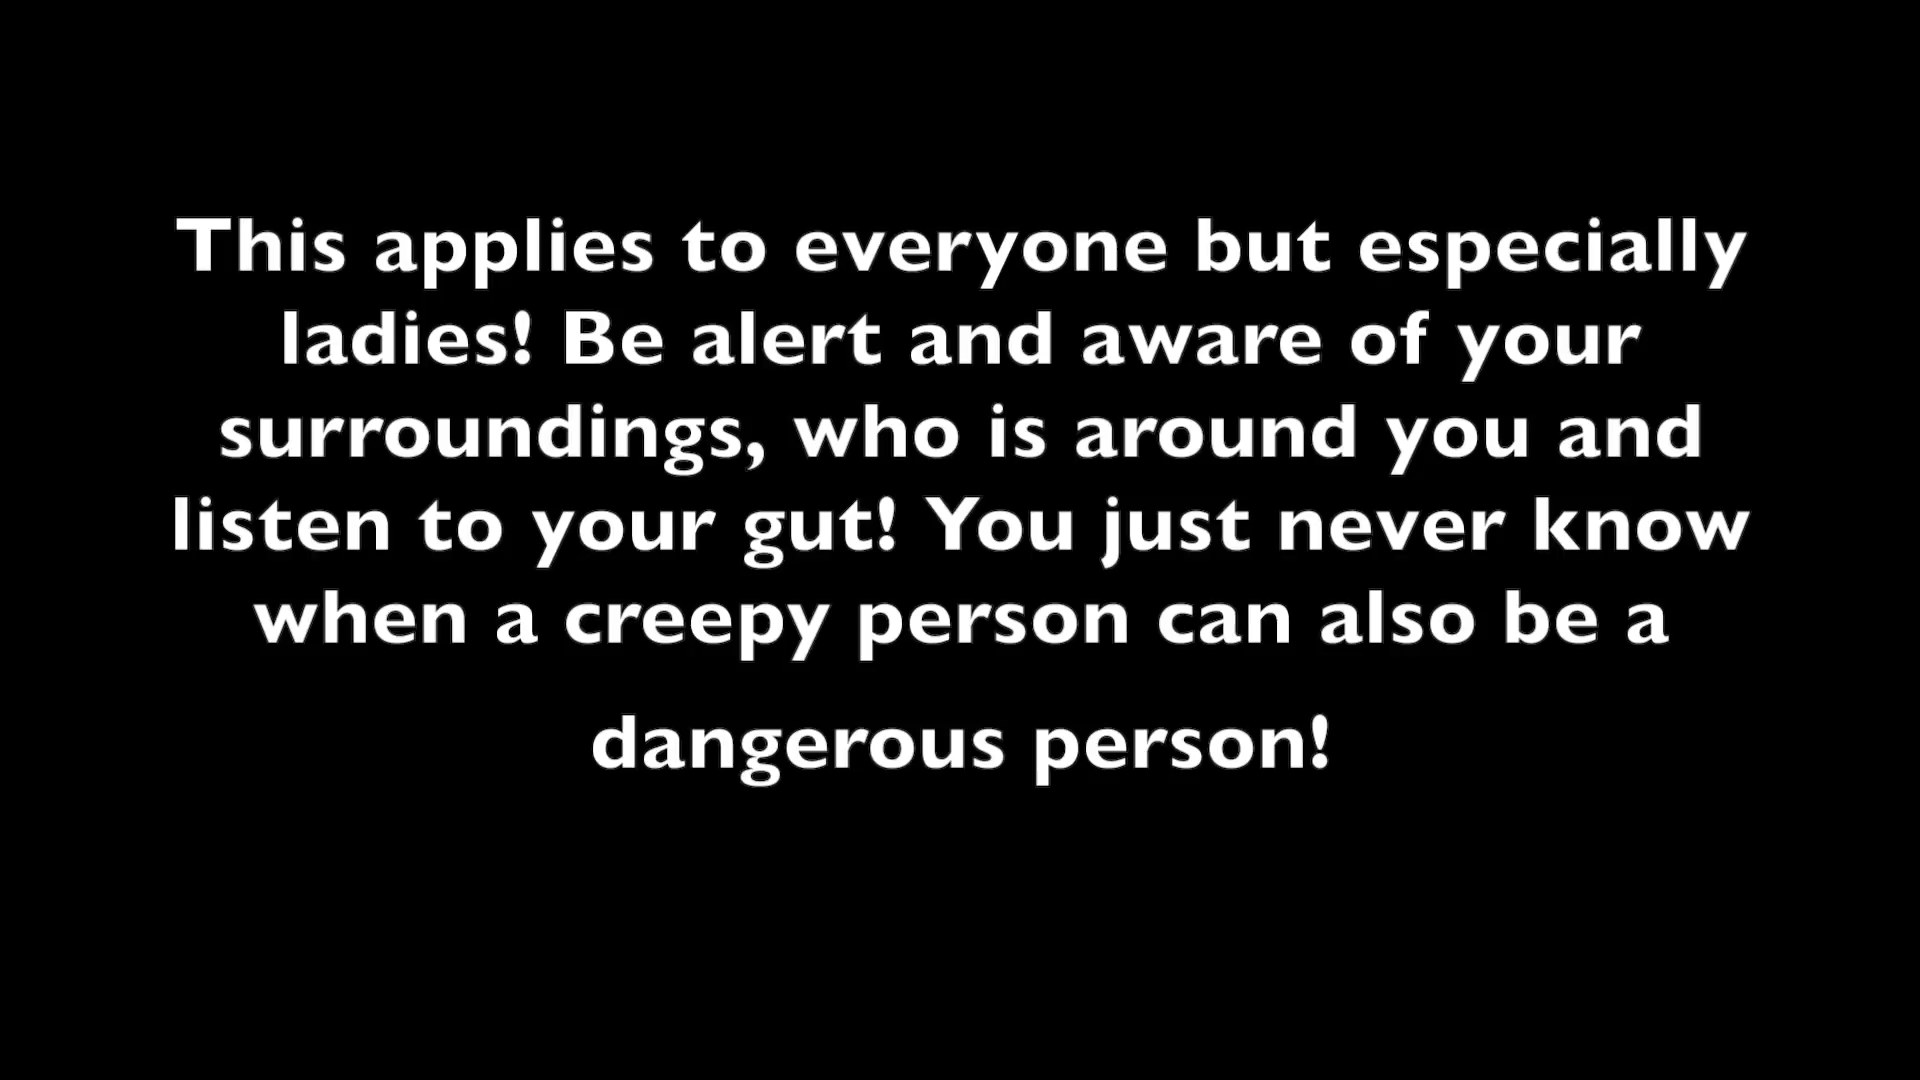 This applies to everyone but especially
ladies! Be alert and aware of your
surroundings, who is around you and
listen to your gut! You just never know
when a creepy person can also be a
dangerous person!